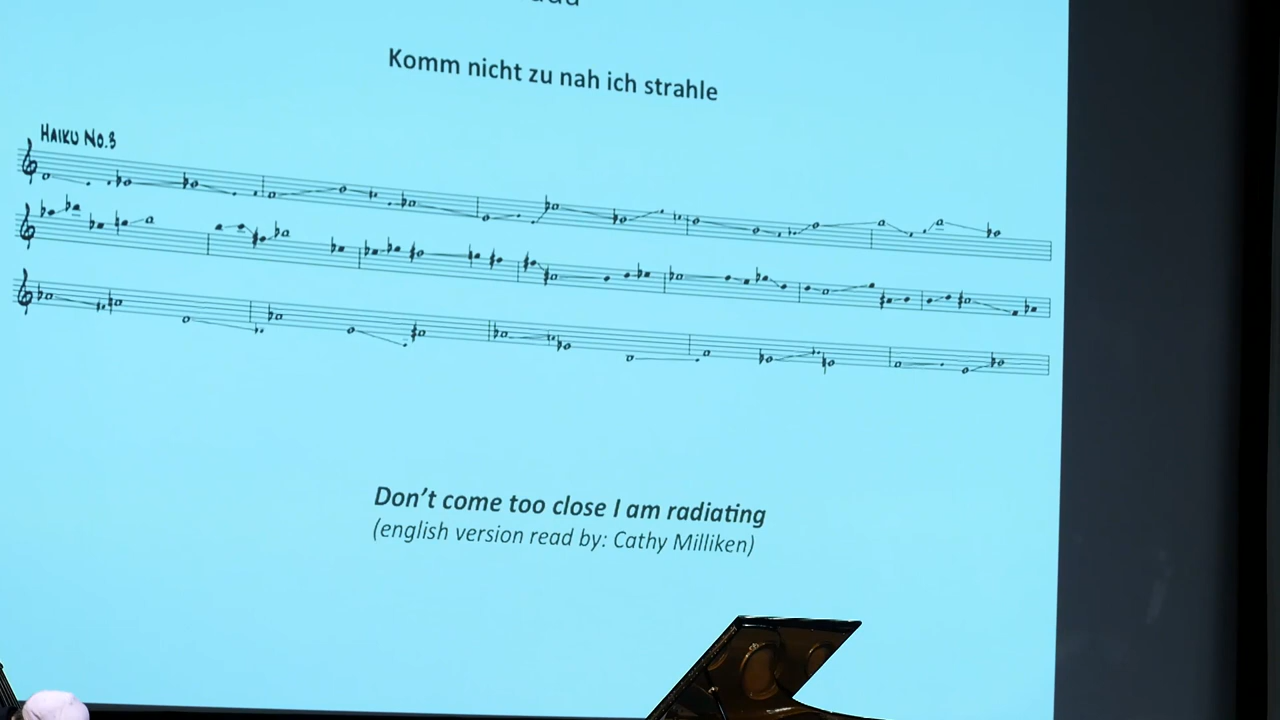 Komm nicht zu nah ich strahle
HAIKU NO.3
Don't come too close I am radiating
(english version read by: Cathy Milliken)